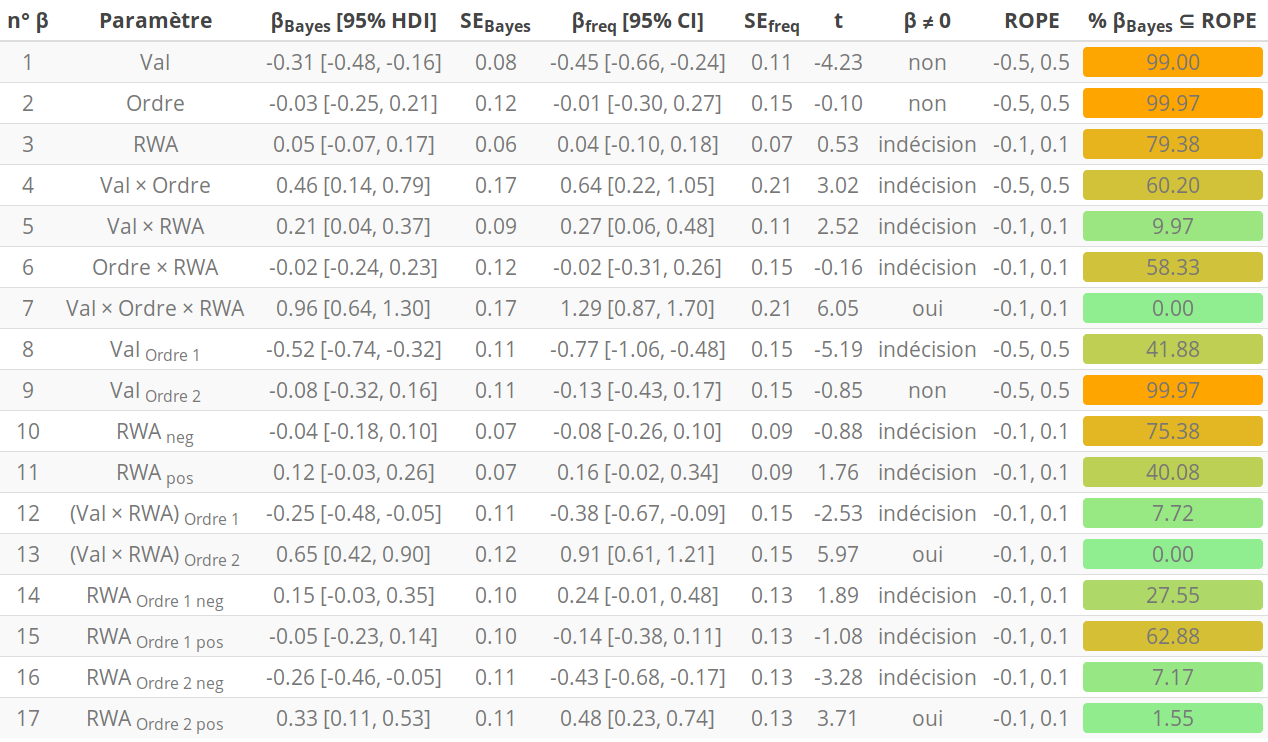 n° β Paramètre βBayes [95% HDI] SEBayes βfreq [95% CI] SEfreq t β ≠ 0 ROPE % βBayes ⊆ ROPE
1 Val -0.31 [-0.48, -0.16] 0.08 -0.45 [-0.66, -0.24] 0.11 -4.23 non -0.5, 0.5 99.00
2 Ordre -0.03 [-0.25, 0.21] 0.12 -0.01 [-0.30, 0.27] 0.15 -0.10 non -0.5, 0.5 99.97
3 RWA 0.05 [-0.07, 0.17] 0.06 0.04 [-0.10, 0.18] 0.07 0.53 indécision -0.1, 0.1 79.38
4 Val × Ordre 0.46 [0.14, 0.79] 0.17 0.64 [0.22, 1.05] 0.21 3.02 indécision -0.5, 0.5 60.20
5 Val × RWA 0.21 [0.04, 0.37] 0.09 0.27 [0.06, 0.48] 0.11 2.52 indécision -0.1, 0.1 9.97
6 Ordre × RWA -0.02 [-0.24, 0.23] 0.12 -0.02 [-0.31, 0.26] 0.15 -0.16 indécision -0.1, 0.1 58.33
7 Val × Ordre × RWA 0.96 [0.64, 1.30] 0.17 1.29 [0.87, 1.70] 0.21 6.05 oui -0.1, 0.1 0.00
8 Val Ordre 1 -0.52 [-0.74, -0.32] 0.11 -0.77 [-1.06, -0.48] 0.15 -5.19 indécision -0.5, 0.5 41.88
9 Val Ordre 2 -0.08 [-0.32, 0.16] 0.11 -0.13 [-0.43, 0.17] 0.15 -0.85 non -0.5, 0.5 99.97
10 RWA neg -0.04 [-0.18, 0.10] 0.07 -0.08 [-0.26, 0.10] 0.09 -0.88 indécision -0.1, 0.1 75.38
11 RWA pos 0.12 [-0.03, 0.26] 0.07 0.16 [-0.02, 0.34] 0.09 1.76 indécision -0.1, 0.1 40.08
12 (Val × RWA) Ordre 1 -0.25 [-0.48, -0.05] 0.11 -0.38 [-0.67, -0.09] 0.15 -2.53 indécision -0.1, 0.1 7.72
13 (Val × RWA) Ordre 2 0.65 [0.42, 0.90] 0.12 0.91 [0.61, 1.21] 0.15 5.97 oui -0.1, 0.1 0.00
14 RWA Ordre 1 neg 0.15 [-0.03, 0.35] 0.10 0.24 [-0.01, 0.48] 0.13 1.89 indécision -0.1, 0.1 27.55
15 RWA Ordre 1 pos -0.05 [-0.23, 0.14] 0.10 -0.14 [-0.38, 0.11] 0.13 -1.08 indécision -0.1, 0.1 62.88
16 RWA Ordre 2 neg -0.26 [-0.46, -0.05] 0.11 -0.43 [-0.68, -0.17] 0.13 -3.28 indécision -0.1, 0.1 7.17
17 RWA Ordre 2 pos 0.33 [0.11, 0.53] 0.11 0.48 [0.23, 0.74] 0.13 3.71 oui -0.1, 0.1 1.55